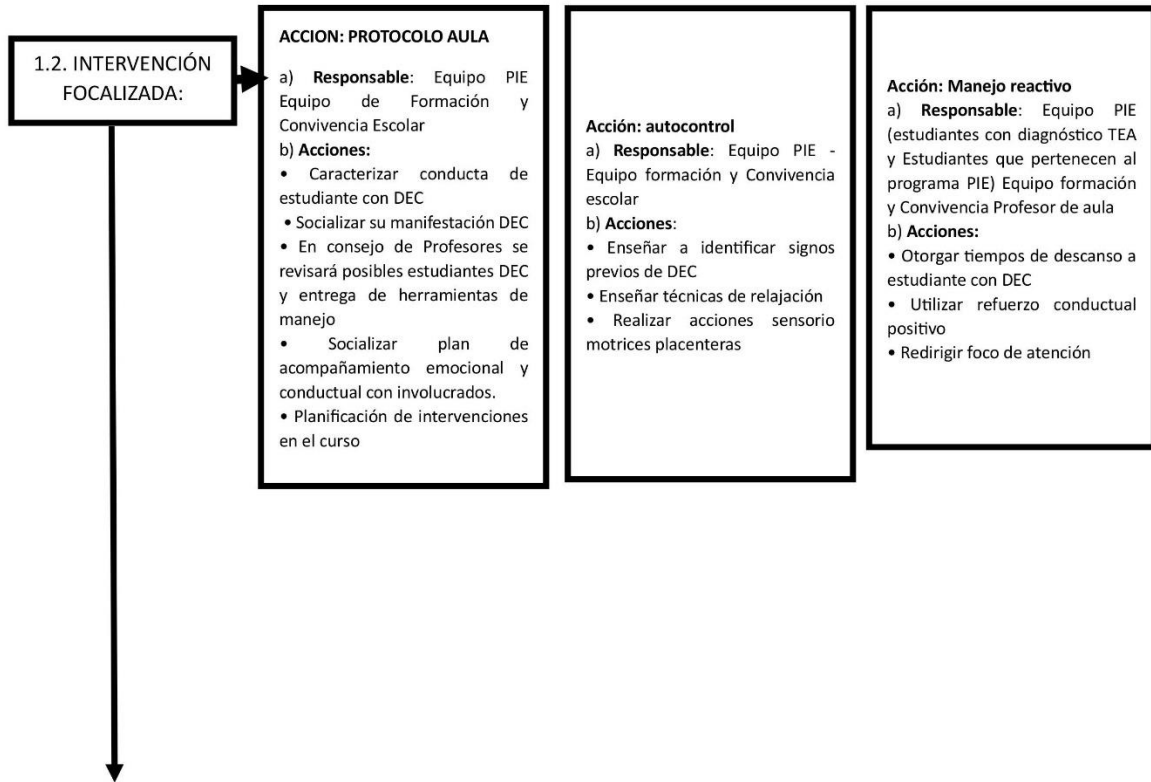 1.2. INTERVENCIÓN
FOCALIZADA:
ACCION: PROTOCOLO AULA
a) Responsable: Equipo PIE
Equipo de Formación y
Convivencia Escolar
b) Acciones:
• Caracterizar conducta de
estudiante con DEC
• Socializar su manifestación DEC
• En consejo de Profesores se
revisará posibles estudiantes DEC
y entrega de herramientas de
manejo
• Socializar plan de
acompañamiento emocional y
conductual con involucrados.
• Planificación de intervenciones
en el curso
Acción: autocontrol
a) Responsable: Equipo PIE -
Equipo formación y Convivencia
escolar
b) Acciones:
• Enseñar a identificar signos
previos de DEC
• Enseñar técnicas de relajación
• Realizar acciones sensorio
motrices placenteras
Acción: Manejo reactivo
a) Responsable: Equipo PIE
(estudiantes con diagnóstico TEA
y Estudiantes que pertenecen al
programa PIE) Equipo formación
y Convivencia Profesor de aula
b) Acciones:
• Otorgar tiempos de descanso a
estudiante con DEC
• Utilizar refuerzo conductual
positivo
• Redirigir foco de atención